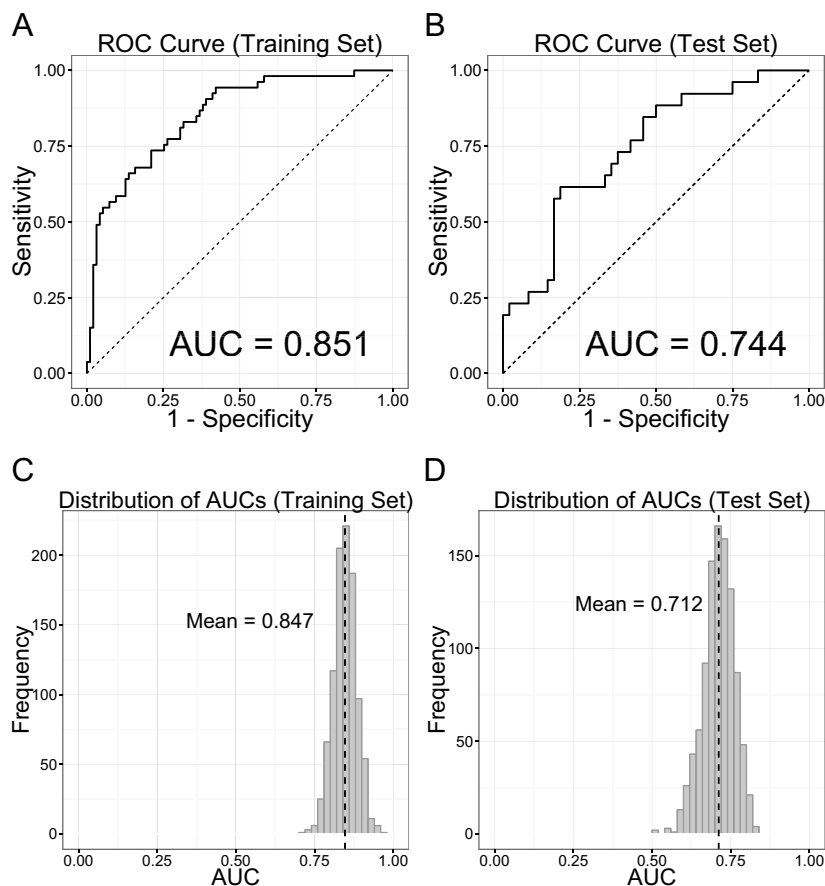 A
ROC Curve (Training Set)
1.00
0.75
0.50
0.25
0.00
Sensitivity
AUC = 0.851
0.00 0.25 0.50 0.75 1.00
1 - Specificity
B
ROC Curve (Test Set)
1.00
0.75
0.50
0.25
0.00
Sensitivity
AUC = 0.744
0.00 0.25 0.50 0.75 1.00
1 - Specificity
C
Distribution of AUCs (Training Set)
200
150
100
50
0
Frequency
Mean = 0.847
0.00 0.25 0.50 0.75 1.00
AUC
D
Distribution of AUCs (Test Set)
150
100
50
0
Frequency
Mean = 0.712
0.00 0.25 0.50 0.75 1.00
AUC